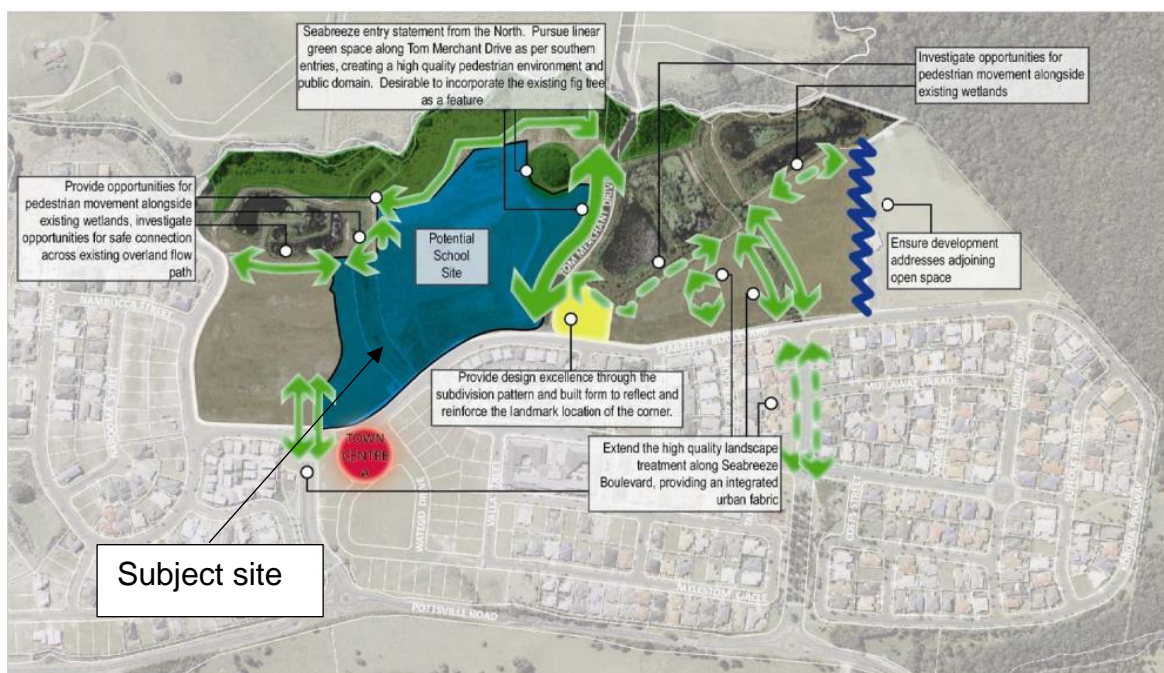 Seabreeze entry statement from the North. Pursue linear
green space along Tom Merchant Drive as per southern
entries, creating a high quality pedestrian environment and
public domain. Desirable to incorporate the existing fig tree
as a feature
Investigate opportunities for
pedestrian movement alongside
existing wetlands
Provide opportunities for
pedestrian movement alongside
existing wetlands, investigate
opportunities for safe connection
across existing overland flow
path
Potential
School
Site
TOM MERCHANT DRIVE
Ensure development
addresses adjoining
open space
NAMBUCCA STREET
SEABREEZE BOULEVARD
Provide design excellence through the
subdivision pattern and built form to reflect and
reinforce the landmark location of the corner.
TOWN
CENTRE
A
Extend the high quality landscape
treatment along Seabreeze
Boulevard, providing an integrated
urban fabric
WATEGO DRIVE
Subject site
MYLESTOM CIRCLE
POTTSVILLE ROAD